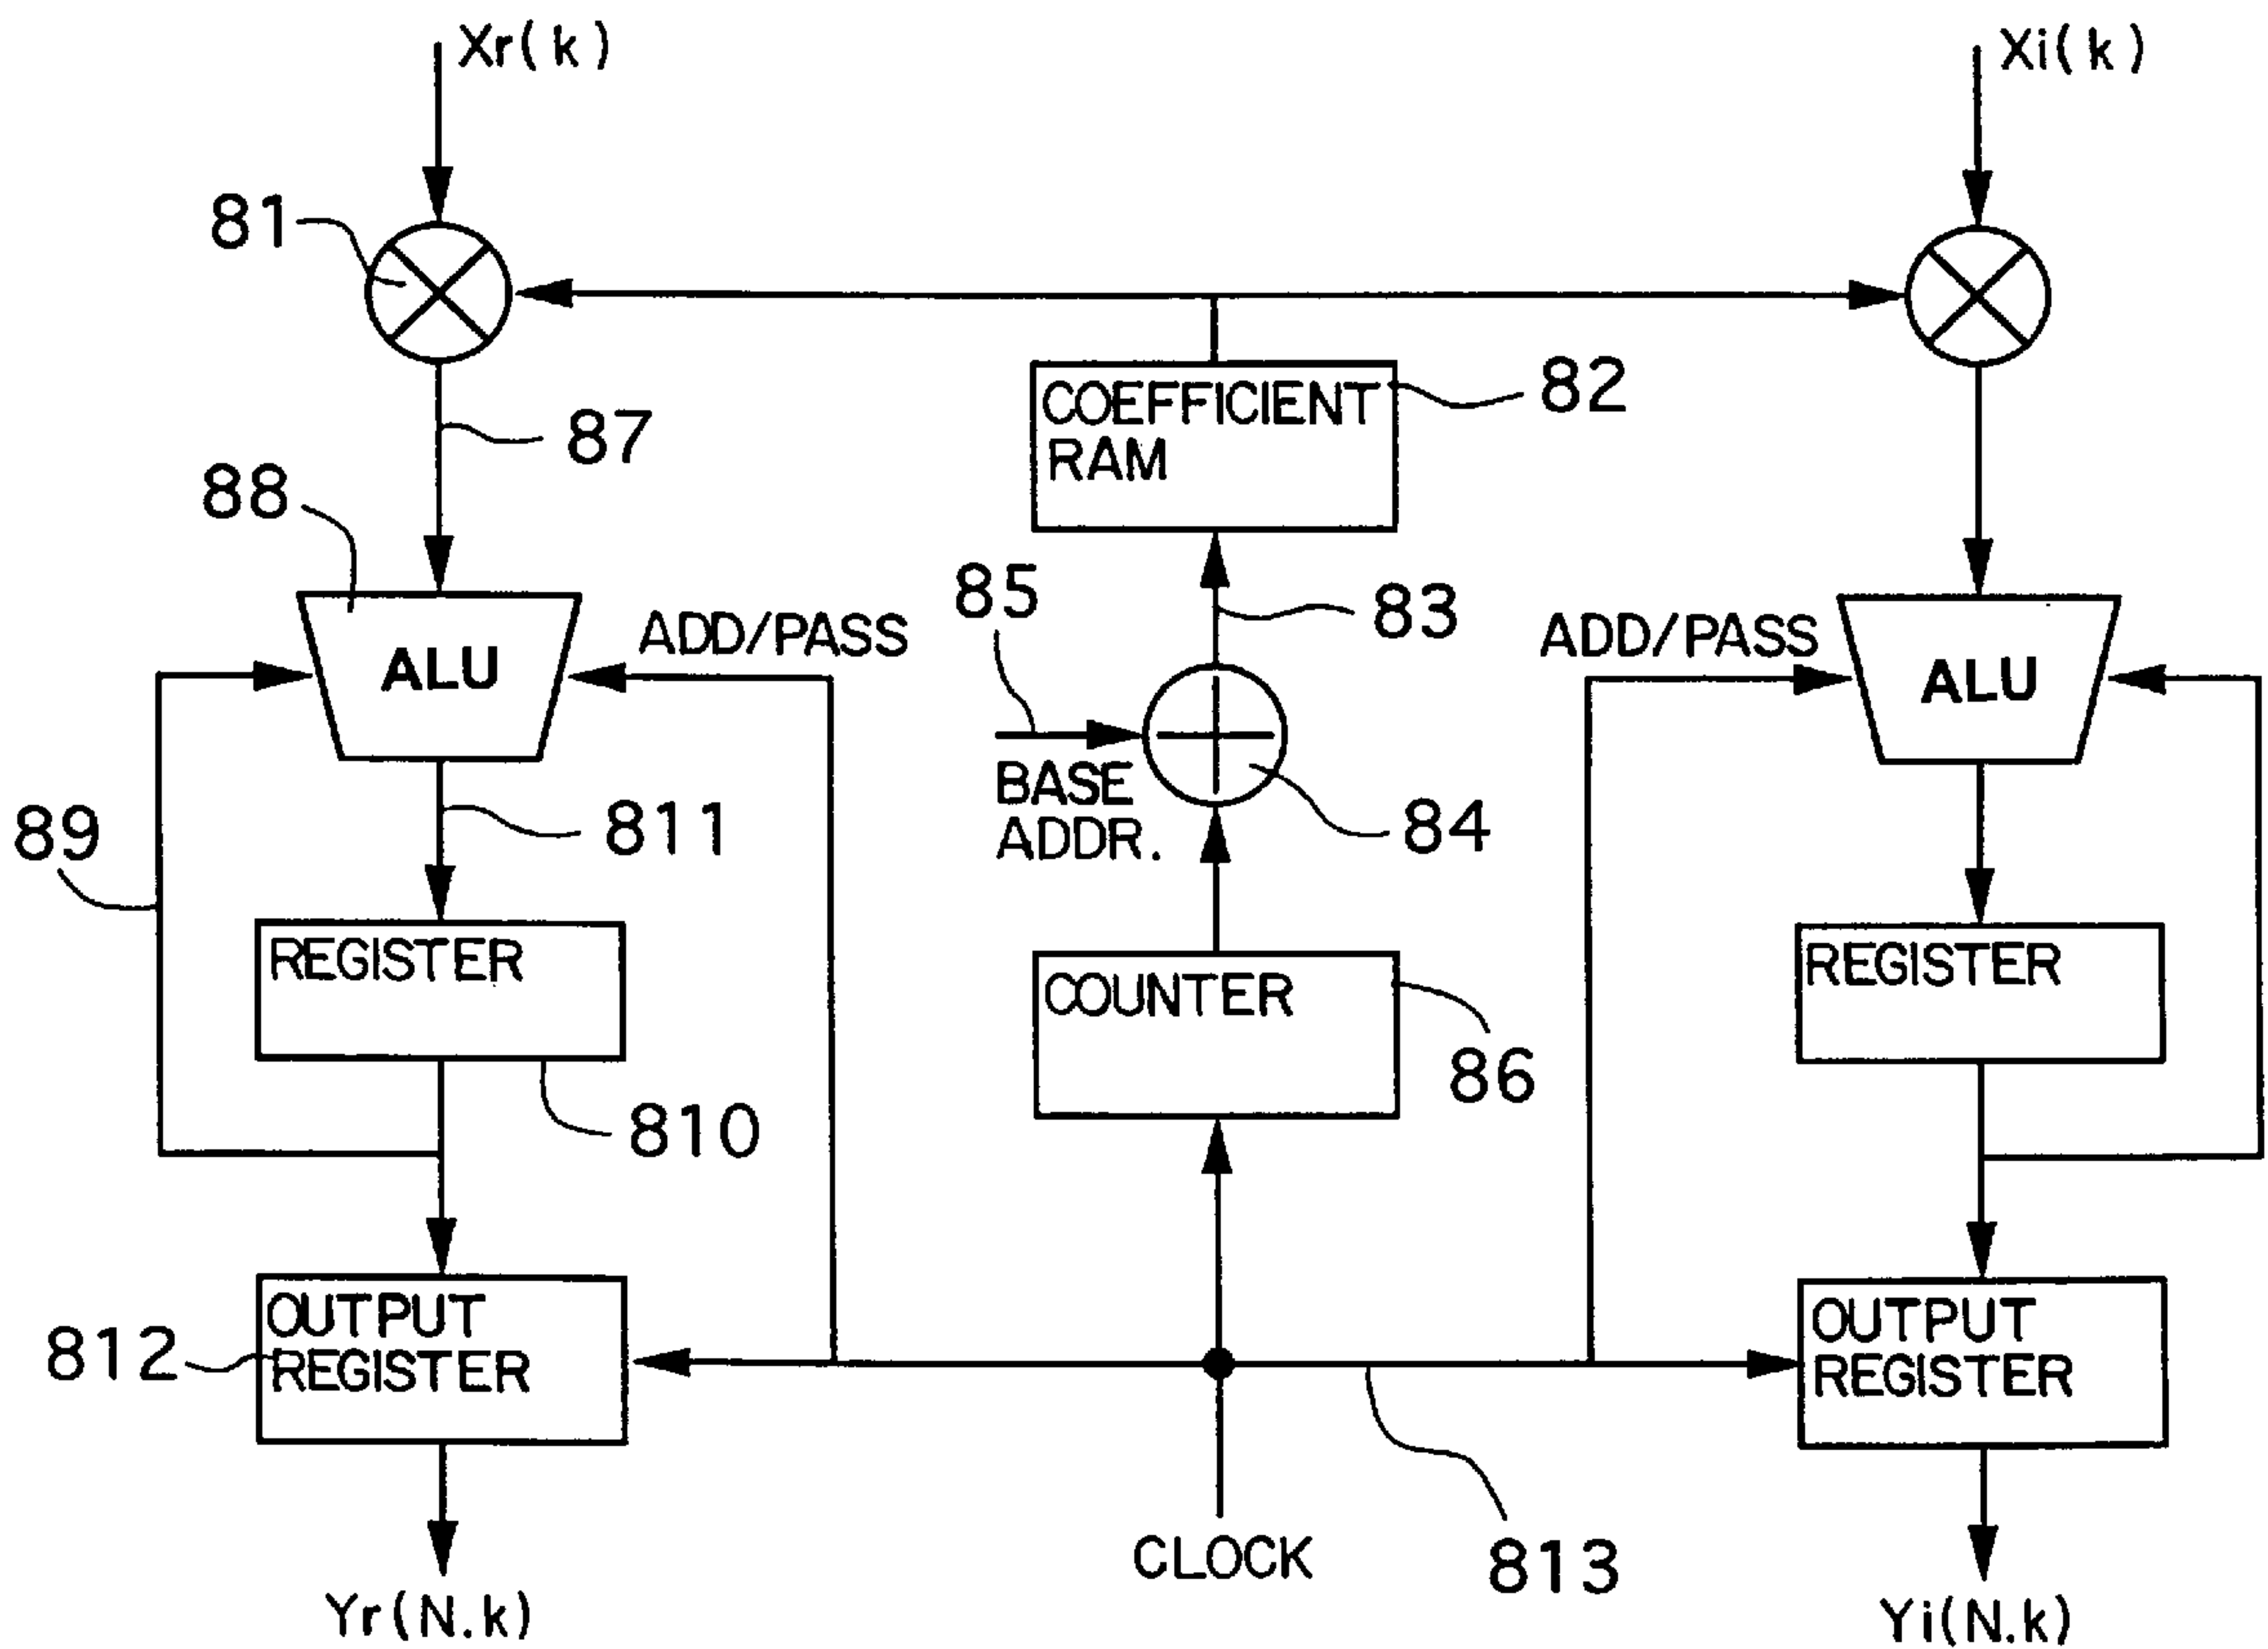 Xr(k)
Xi(k)
81
COEFFICIENT
RAM
82
87
88
85
83
ADD/PASS
ADD/PASS
ALU
ALU
BASE
ADDR.
84
89
811
REGISTER
COUNTER
REGISTER
86
810
OUTPUT
REGISTER
812
OUTPUT
REGISTER
CLOCK
813
Yr(N.k)
Yi(N.k)